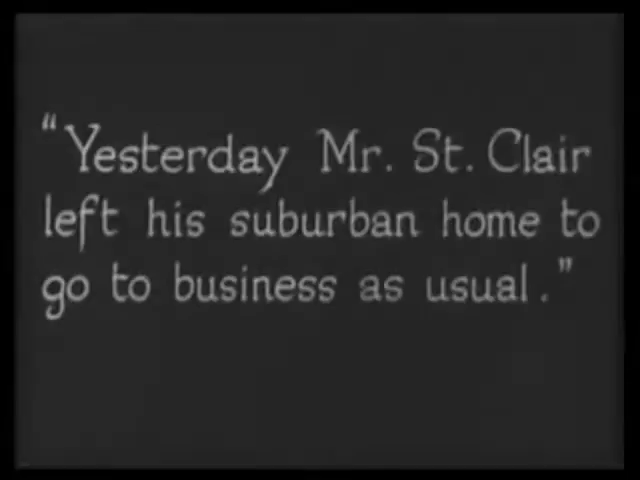 "Yesterday Mr. St. Clair
left his suburban home to
go to business as usual."